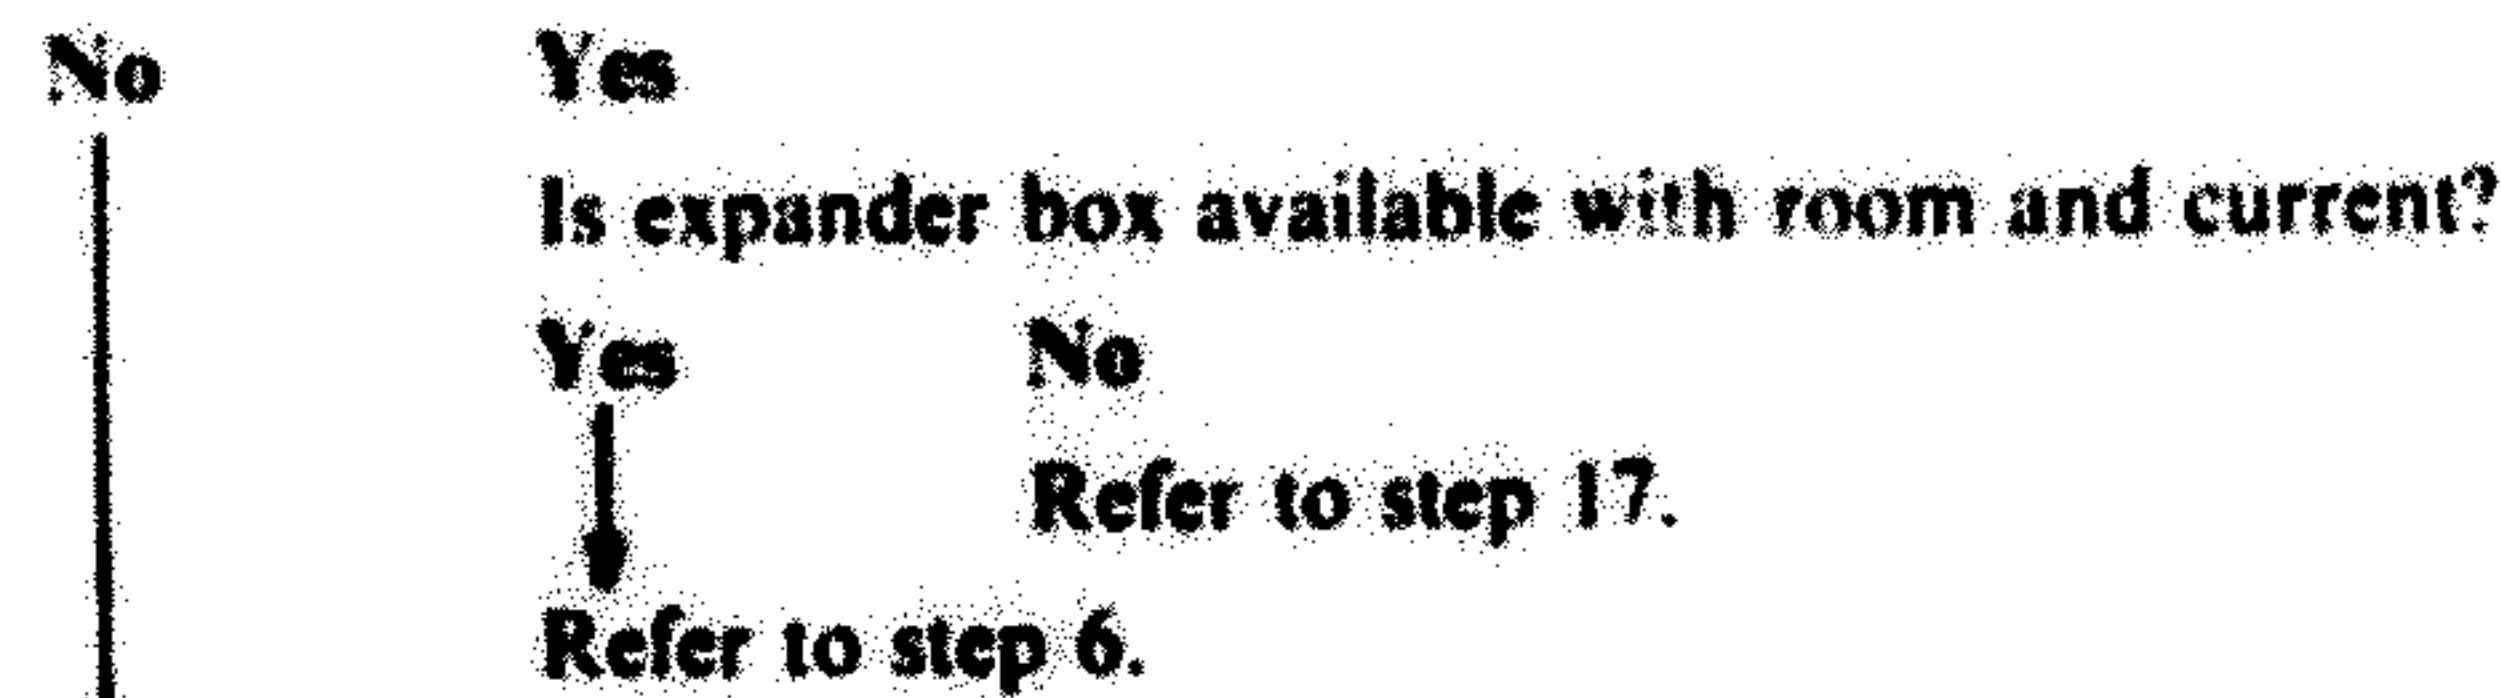 No Yes
Is expander box available with room and current?
Yes No
Refer to step 17.
Refer to step 6.